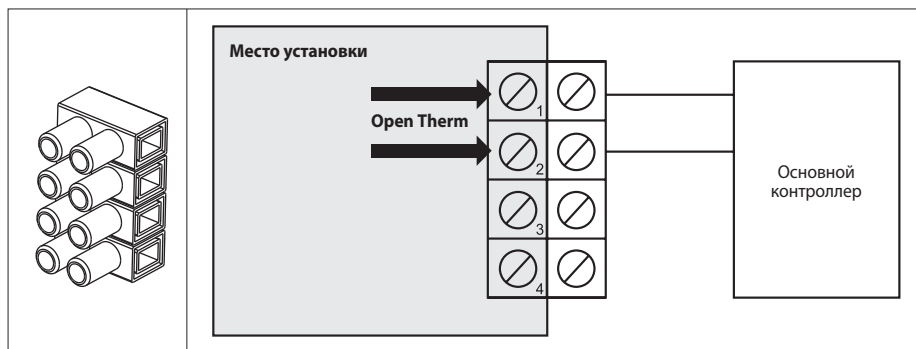 Место установки
1
Open Therm
2
Основной
контроллер
3
4